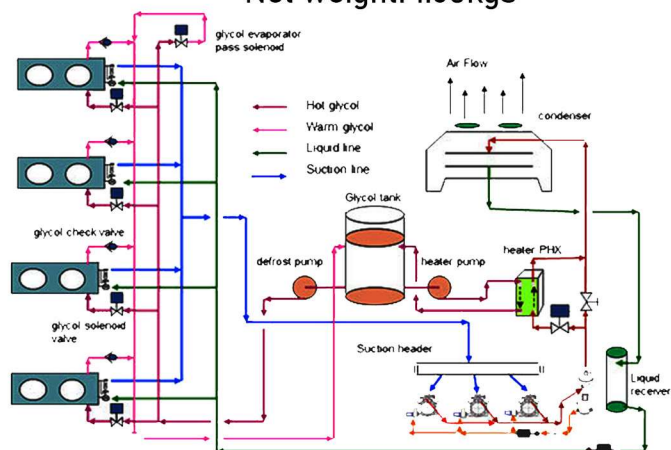 glycol evaporator
pass solenoid
Air Flow
condenser
Hot glycol
Warm glycol
Liquid line
Suction line
Glycol tank
glycol check valve
defrost pump
heater pump
heater PHX
glycol solenoid
valve
Suction header
Liquid
receiver